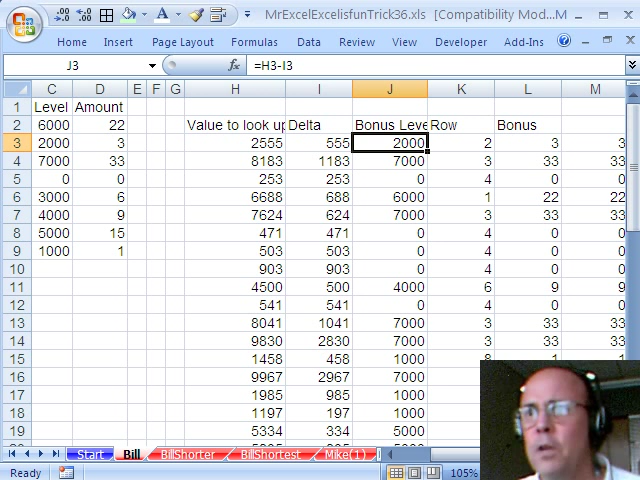 MrExcelExcelisfunTrick36.xls [Compatibility Mod...M
Home Insert Page Layout Formulas Data Review View Developer Add-Ins
J3 fx =H3-I3
C D E F G H I J K L M
1 Level Amount
2 6000 22 Value to look up Delta Bonus Leve Row Bonus
3 2000 3 2555 555 2000 2 3 3
4 7000 33 8183 1183 7000 3 33 33
5 0 0 253 253 0 4 0 0
6 3000 6 6688 688 6000 1 22 22
7 4000 9 7624 624 7000 3 33 33
8 5000 15 471 471 0 4 0 0
9 1000 1 503 503 0 4 0 0
10 903 903 0 4 0 0
11 4500 500 4000 6 9 9
12 541 541 0 4 0 0
13 8041 1041 7000 3 33 33
14 9830 2830 7000 3 33 33
15 1458 458 1000 8 1 1
16 9967 2967 7000
17 1985 985 1000
18 1197 197 1000
19 5334 334 5000
Start Bill BillShorter BillShortest Mike(1)
Ready 105%